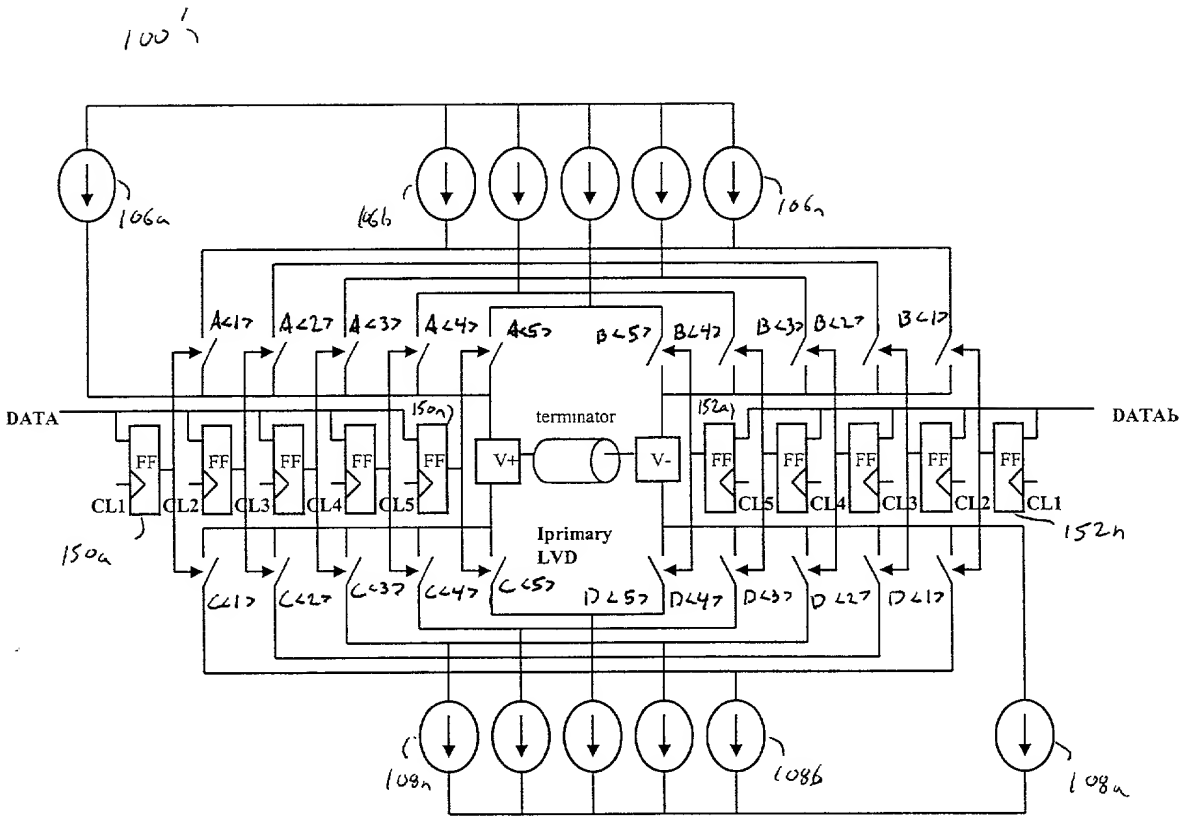 100'
106a
106b
106n
A<1> A<2> A<3> A<4> A<5> B<5> B<4> B<3> B<2> B<1>
DATA
150n
terminator
152a
DATAb
FF FF FF FF FF V+ V- FF FF FF FF FF
CL1 CL2 CL3 CL4 CL5 CL5 CL4 CL3 CL2 CL1
150a
Iprimary
LVD
152n
C<1> C<2> C<3> C<4> C<5> D<5> D<4> D<3> D<2> D<1>
108n
108b
108a